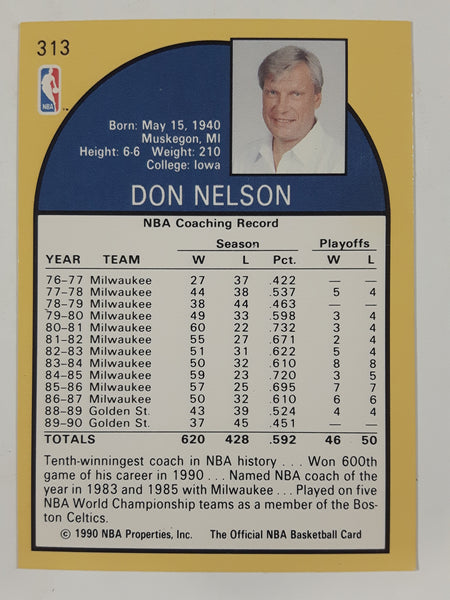 313
NBA ™
Born: May 15, 1940
Muskegon, MI
Height: 6-6 Weight: 210
College: Iowa
DON NELSON
NBA Coaching Record
Season Playoffs
YEAR TEAM W L Pct. W L
76-77 Milwaukee 27 37 .422 — —
77-78 Milwaukee 44 38 .537 5 4
78-79 Milwaukee 38 44 .463 — —
79-80 Milwaukee 49 33 .598 3 4
80-81 Milwaukee 60 22 .732 3 4
81-82 Milwaukee 55 27 .671 2 4
82-83 Milwaukee 51 31 .622 5 4
83-84 Milwaukee 50 32 .610 8 8
84-85 Milwaukee 59 23 .720 3 5
85-86 Milwaukee 57 25 .695 7 7
86-87 Milwaukee 50 32 .610 6 6
88-89 Golden St. 43 39 .524 4 4
89-90 Golden St. 37 45 .451
TOTALS 620 428 .592 46 50
Tenth-winningest coach in NBA history . . . Won 600th
game of his career in 1990 . . . Named NBA coach of the
year in 1983 and 1985 with Milwaukee . . . Played on five
NBA World Championship teams as a member of the Bos-
ton Celtics.
© 1990 NBA Properties, Inc. The Official NBA Basketball Card